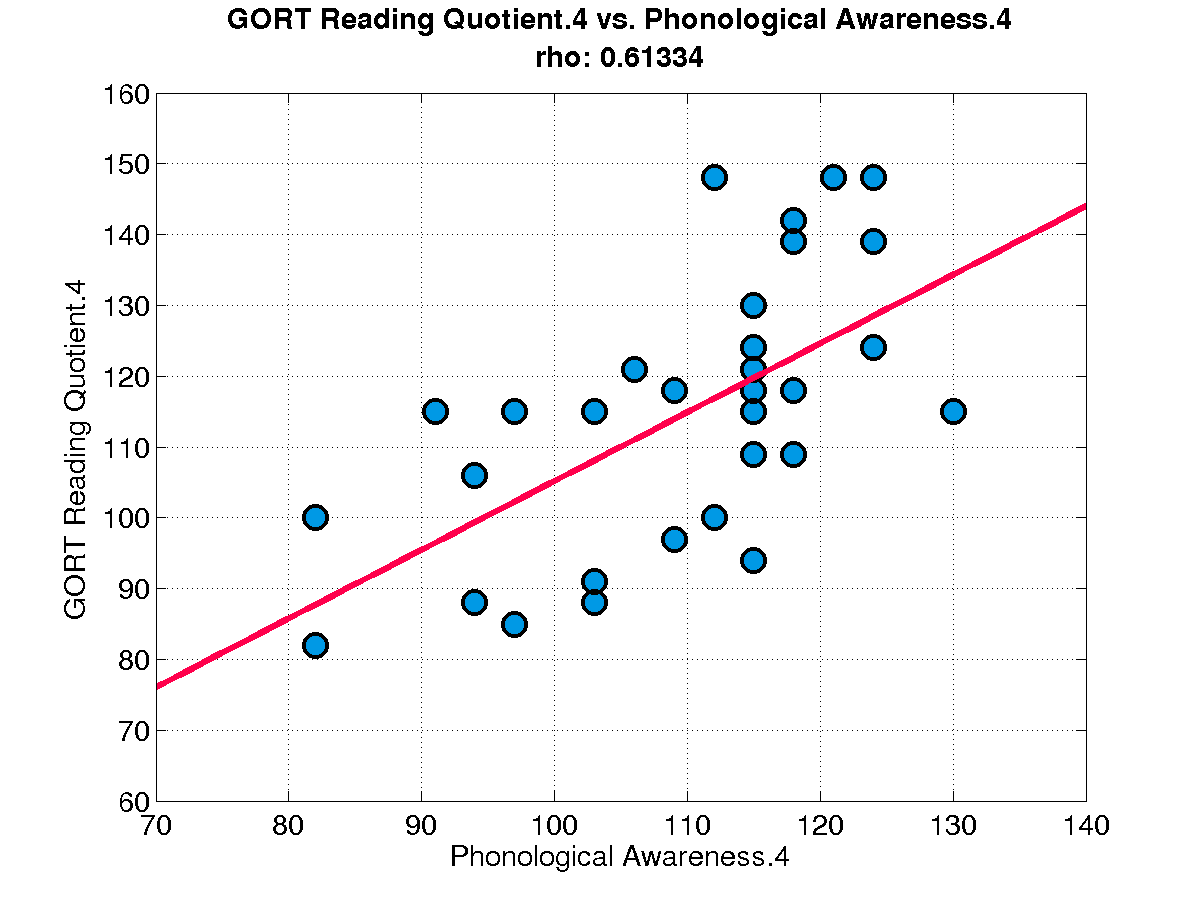 GORT Reading Quotient.4 vs. Phonological Awareness.4
rho: 0.61334
160
150
140
130
120
110
100
90
80
70
60
GORT Reading Quotient.4
70 80 90 100 110 120 130 140
Phonological Awareness.4